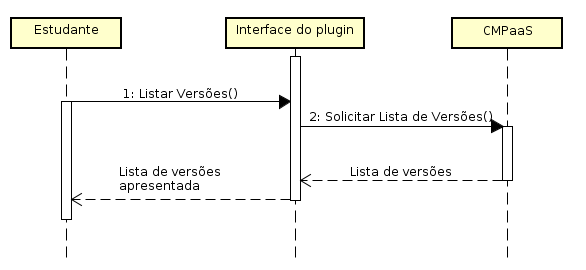 Estudante
Interface do plugin
CMPaaS
1: Listar Versões()
2: Solicitar Lista de Versões()
Lista de versões
Lista de versões
apresentada